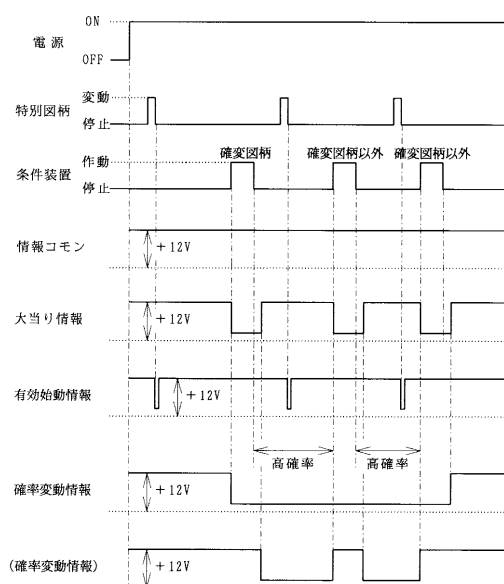 ON
電源
OFF
変動
特別図柄
停止
作動
確変図柄 確変図柄以外 確変図柄以外
条件装置
停止
情報コモン
+12V
大当り情報
+12V
有効始動情報
+12V
高確率 高確率
確率変動情報
+12V
(確率変動情報)
+12V